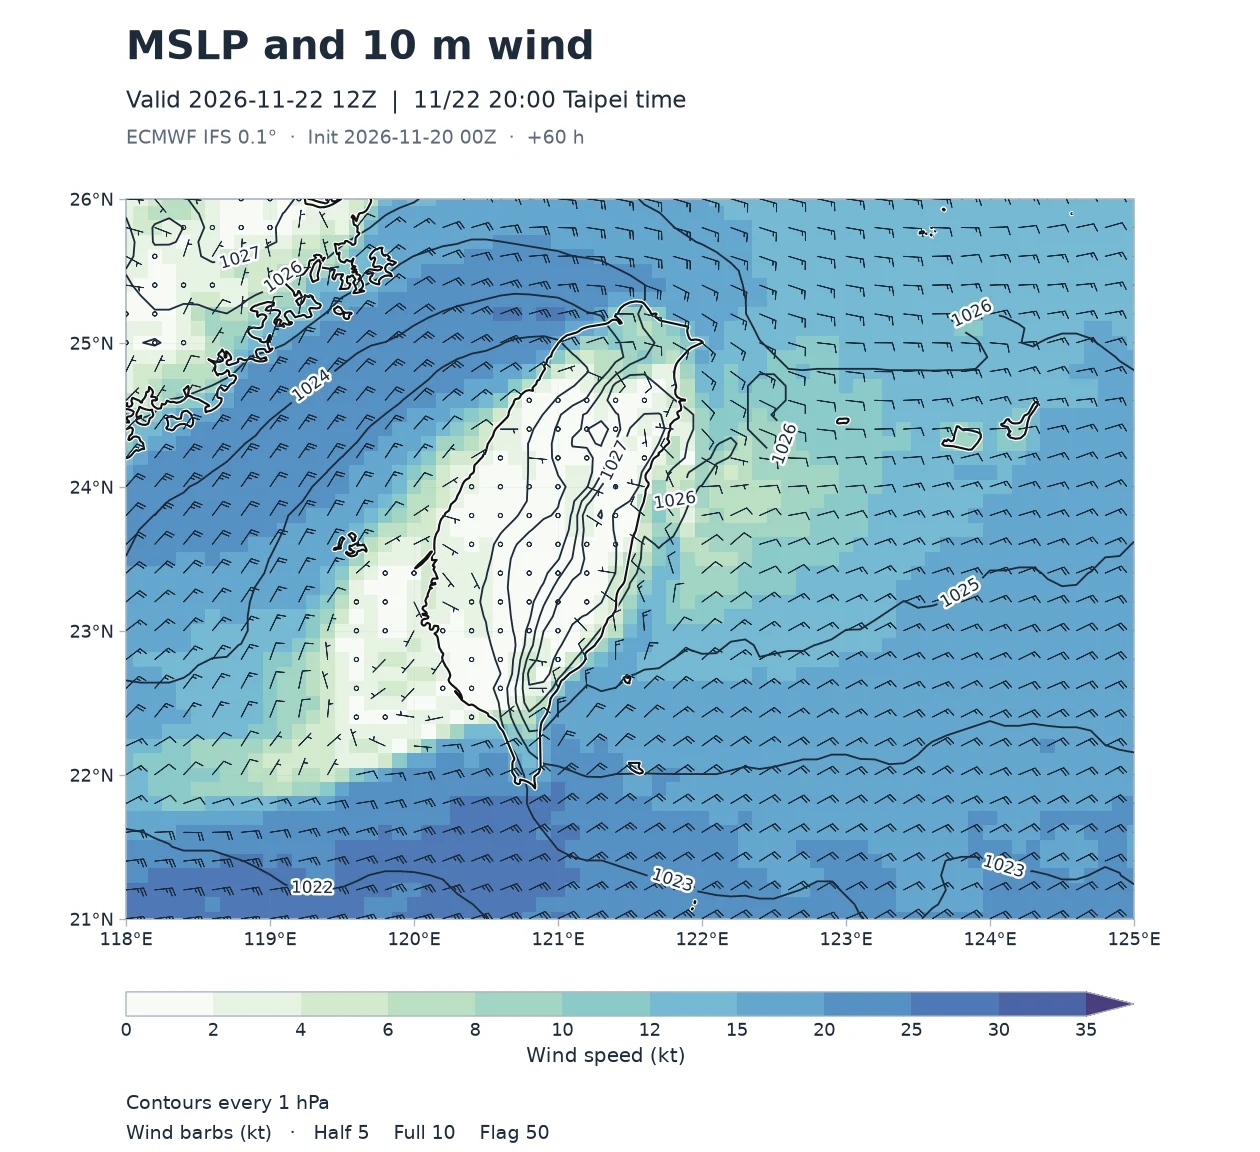 MSLP and 10 m wind
Valid 2026-11-22 12Z | 11/22 20:00 Taipei time
ECMWF IFS 0.1° · Init 2026-11-20 00Z · +60 h
26°N
1027
1026
1026
25°N
1024
1026
1027
24°N
1026
1025
23°N
22°N
1023
1023
1022
21°N
118°E 119°E 120°E 121°E 122°E 123°E 124°E 125°E
0 2 4 6 8 10 12 15 20 25 30 35
Wind speed (kt)
Contours every 1 hPa
Wind barbs (kt) · Half 5 Full 10 Flag 50